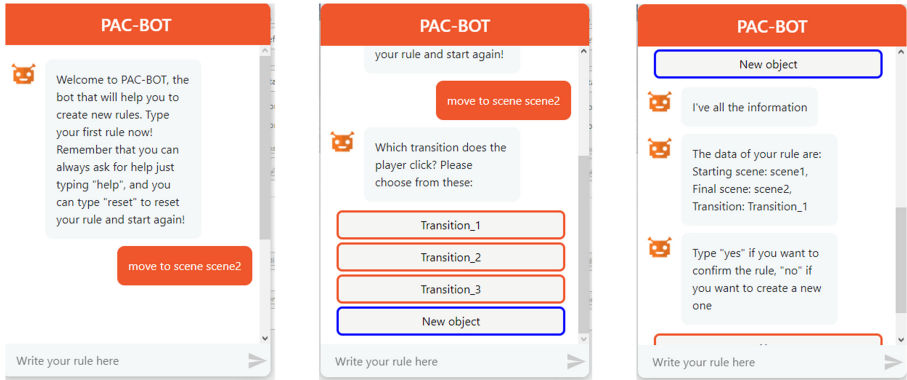 PAC-BOT
Welcome to PAC-BOT, the
bot that will help you to
create new rules. Type
your first rule now!
Remember that you can
always ask for help just
typing "help", and you
can type "reset" to reset
your rule and start again!
move to scene scene2
Write your rule here
PAC-BOT
your rule and start again!
move to scene scene2
Which transition does the
player click? Please
choose from these:
Transition_1
Transition_2
Transition_3
New object
Write your rule here
PAC-BOT
New object
I've all the information
The data of your rule are:
Starting scene: scene1,
Final scene: scene2,
Transition: Transition_1
Type "yes" if you want to
confirm the rule, "no" if
you want to create a new
one
Write your rule here